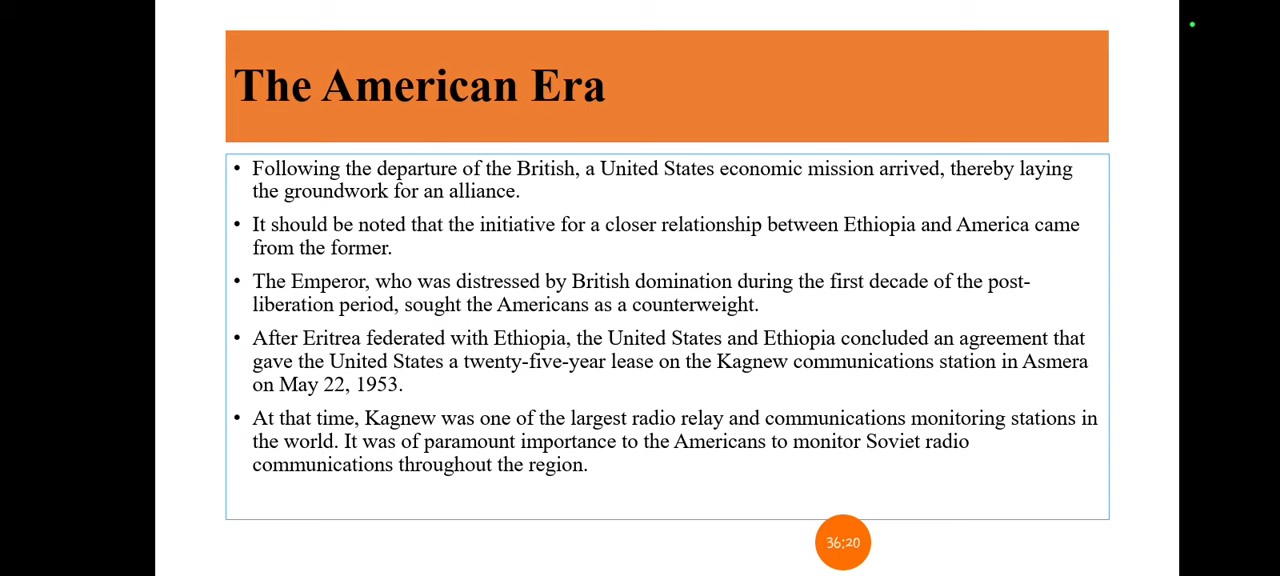 The American Era
• Following the departure of the British, a United States economic mission arrived, thereby laying
the groundwork for an alliance.
• It should be noted that the initiative for a closer relationship between Ethiopia and America came
from the former.
• The Emperor, who was distressed by British domination during the first decade of the post-
liberation period, sought the Americans as a counterweight.
• After Eritrea federated with Ethiopia, the United States and Ethiopia concluded an agreement that
gave the United States a twenty-five-year lease on the Kagnew communications station in Asmera
on May 22, 1953.
• At that time, Kagnew was one of the largest radio relay and communications monitoring stations in
the world. It was of paramount importance to the Americans to monitor Soviet radio
communications throughout the region.
36:20